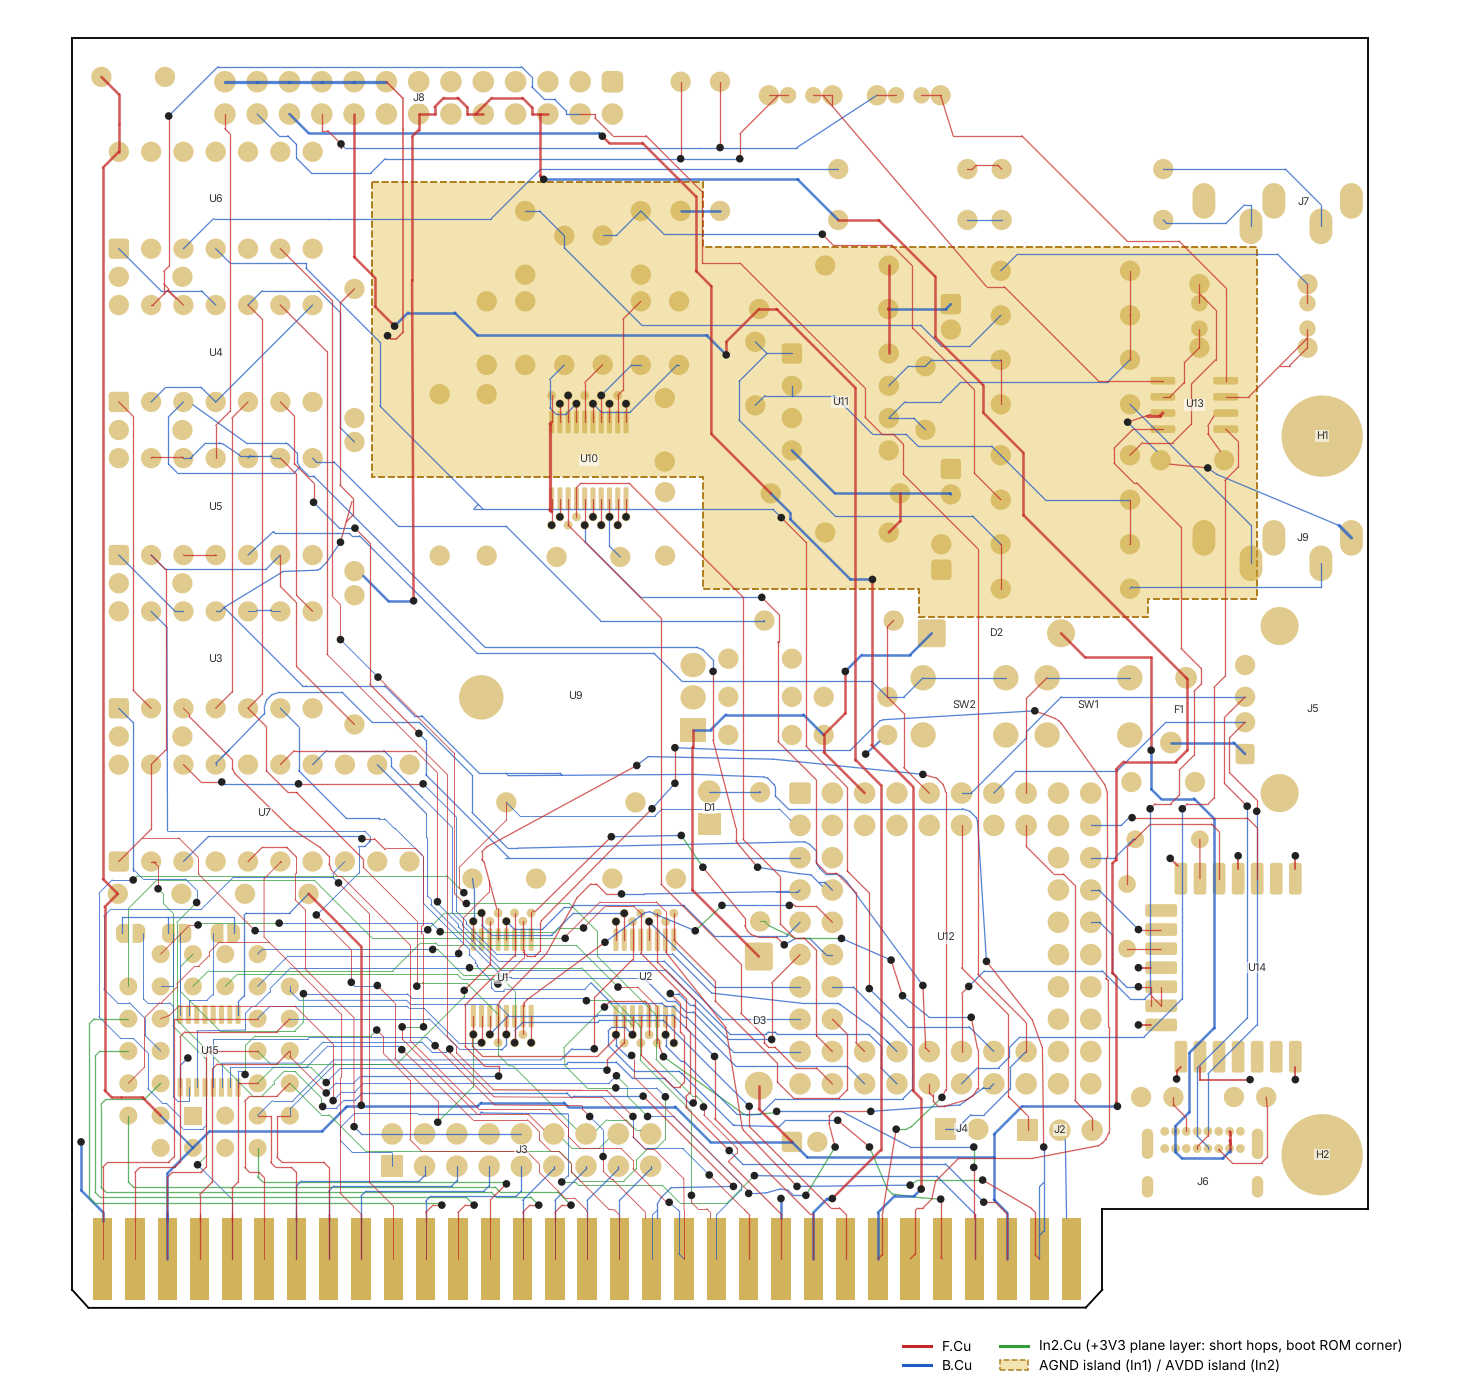 J8
U6
J7
U4
U11
U13
H1
U10
U5
J9
D2
U3
U9
SW2
SW1
F1
J5
D1
U7
U12
U14
U1
U2
D3
U15
J4
J2
J3
H2
J6
F.Cu
In2.Cu (+3V3 plane layer: short hops, boot ROM corner)
B.Cu
AGND island (In1) / AVDD island (In2)